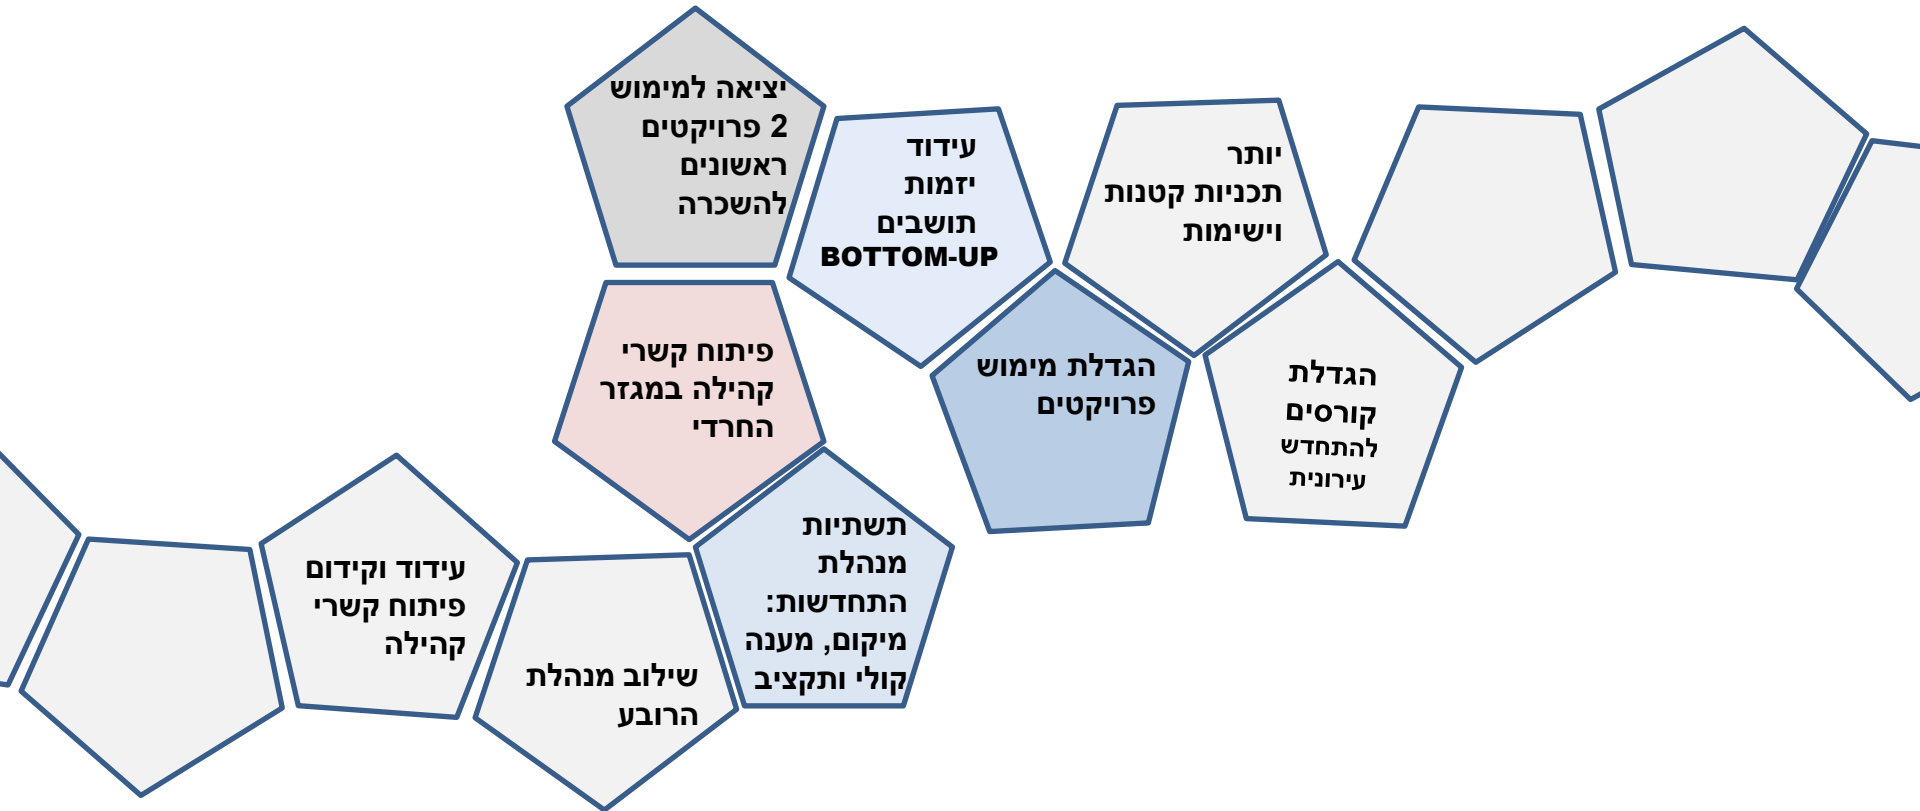 יציאה למימוש
2 פרויקטים
ראשונים
להשכרה
עידוד
יזמות
תושבים
BOTTOM-UP
יותר
תכניות קטנות
וישימות
פיתוח קשרי
קהילה במגזר
החרדי
הגדלת מימוש
פרויקטים
הגדלת
קורסים
להתחדש
עירונית
תשתיות
מנהלת
התחדשות:
מיקום, מענה
קולי ותקציב
עידוד וקידום
פיתוח קשרי
קהילה
שילוב מנהלת
הרובע